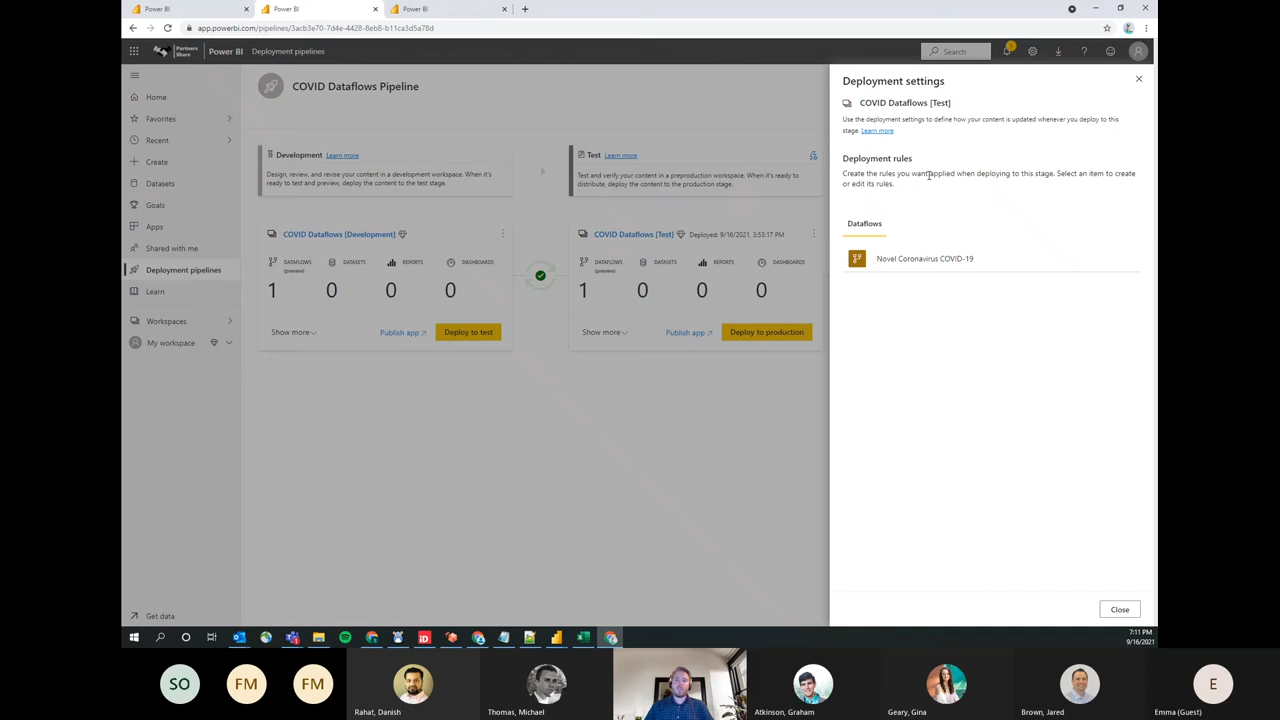 Power BI
Power BI
Power BI
app.powerbi.com/pipelines/3acb3e70-7d4e-4428-8eb8-b11ca3d5a78d
Partners
Share
Power BI
Deployment pipelines
Search
1
Home
Favorites
Recent
Create
Datasets
Goals
Apps
Shared with me
Deployment pipelines
Learn
Workspaces
My workspace
Get data
COVID Dataflows Pipeline
Development Learn more
Design, review, and revise your content in a development workspace. When it's
ready to test and preview, deploy the content to the test stage.
COVID Dataflows [Development]
DATAFLOWS DATASETS REPORTS DASHBOARDS
(preview)
1 0 0 0
Show more Publish app Deploy to test
Test Learn more
Test and verify your content in a preproduction workspace. When it's ready to
distribute, deploy the content to the production stage.
COVID Dataflows [Test] Deployed: 9/16/2021, 3:53:17 PM
DATAFLOWS DATASETS REPORTS DASHBOARDS
(preview)
1 0 0 0
Show more Publish app Deploy to production
Deployment settings
COVID Dataflows [Test]
Use the deployment settings to define how your content is updated whenever you deploy to this
stage. Learn more
Deployment rules
Create the rules you want applied when deploying to this stage. Select an item to create
or edit its rules.
Dataflows
Novel Coronavirus COVID-19
Close
7:11 PM
9/16/2021
SO
FM
FM
Rahat, Danish
Thomas, Michael
Atkinson, Graham
Geary, Gina
Brown, Jared
E
Emma (Guest)